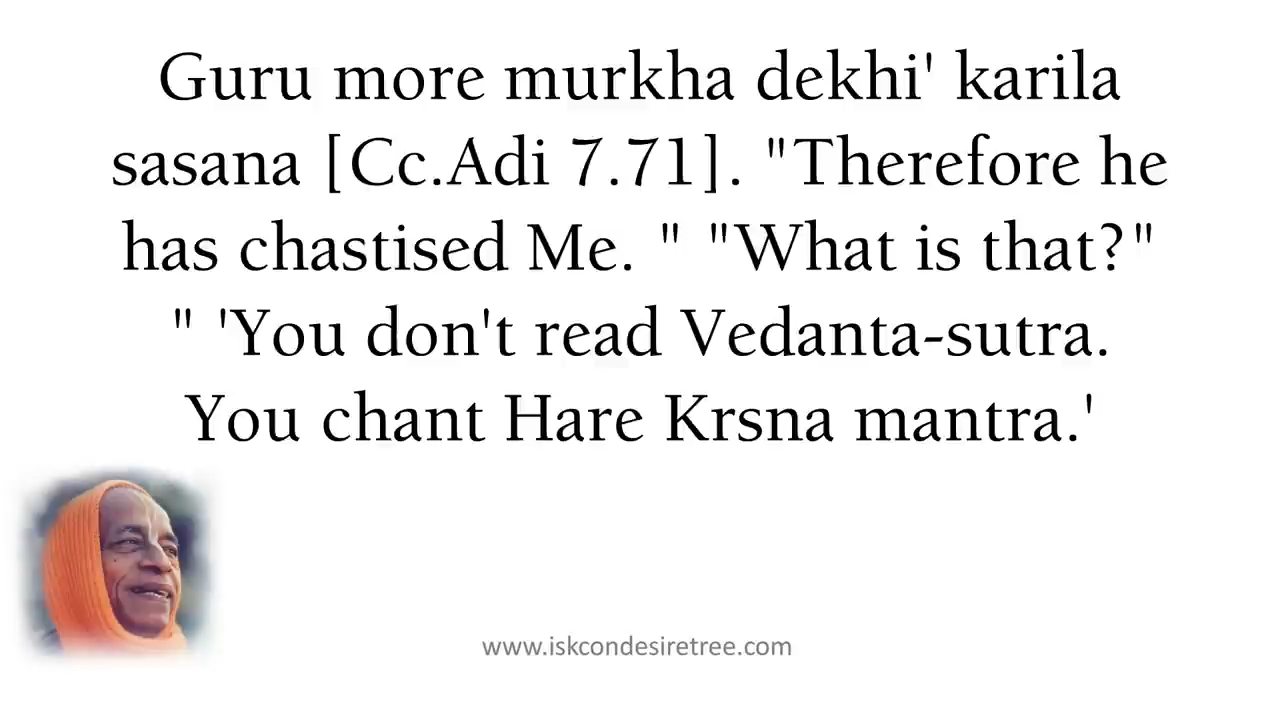 Guru more murkha dekhi' karila
sasana [Cc.Adi 7.71]. "Therefore he
has chastised Me. " "What is that?"
" 'You don't read Vedanta-sutra.
You chant Hare Krsna mantra.'
www.iskcondesiretree.com